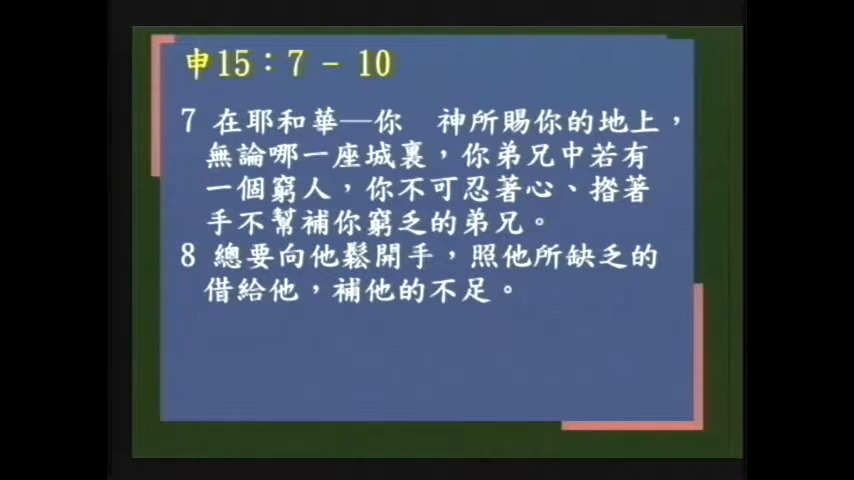 申15：7 – 10
7 在耶和華─你　神所賜你的地上，
無論哪一座城裏，你弟兄中若有
一個窮人，你不可忍著心、揝著
手不幫補你窮乏的弟兄。
8 總要向他鬆開手，照他所缺乏的
借給他，補他的不足。